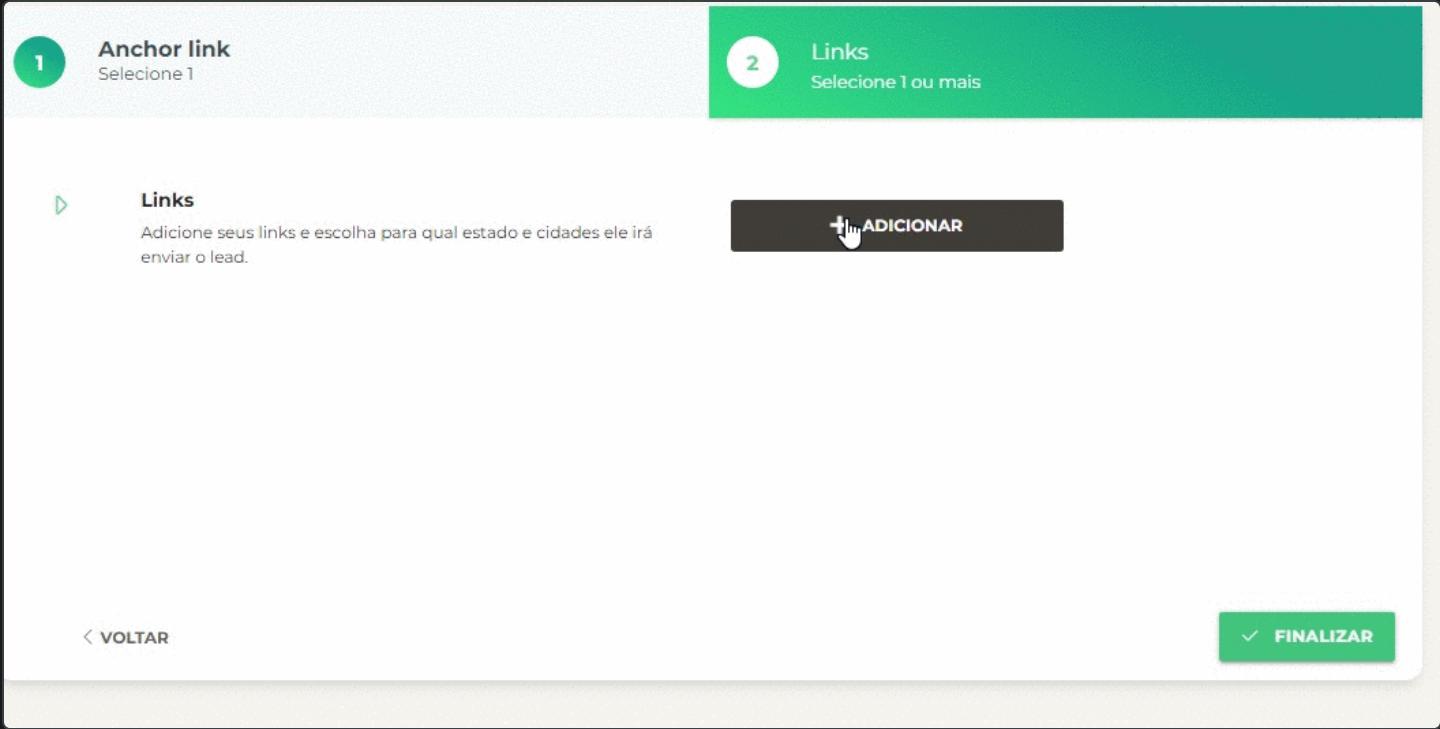 1
Anchor link
Selecione 1
2
Links
Selecione 1 ou mais
Links
Adicione seus links e escolha para qual estado e cidades ele irá
enviar o lead.
+ ADICIONAR
VOLTAR
FINALIZAR